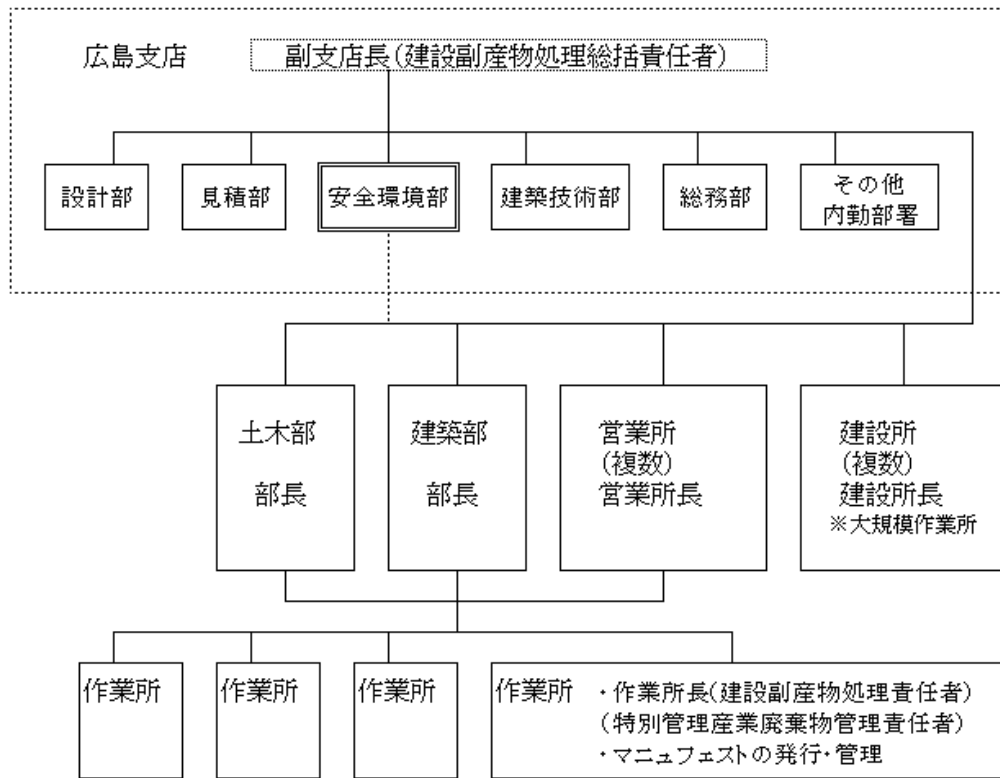 広島支店
副支店長(建設副産物処理総括責任者)
設計部
見積部
安全環境部
建築技術部
総務部
その他
内勤部署
土木部
部長
建築部
部長
営業所
(複数)
営業所長
建設所
(複数)
建設所長
※大規模作業所
作業所
作業所
作業所
作業所 ・作業所長(建設副産物処理責任者)
(特別管理産業廃棄物管理責任者)
・マニュフェストの発行・管理